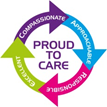 COMPASSIONATE
APPROACHABLE
PROUD
TO
CARE
EXCELLENT
RESPONSIBLE